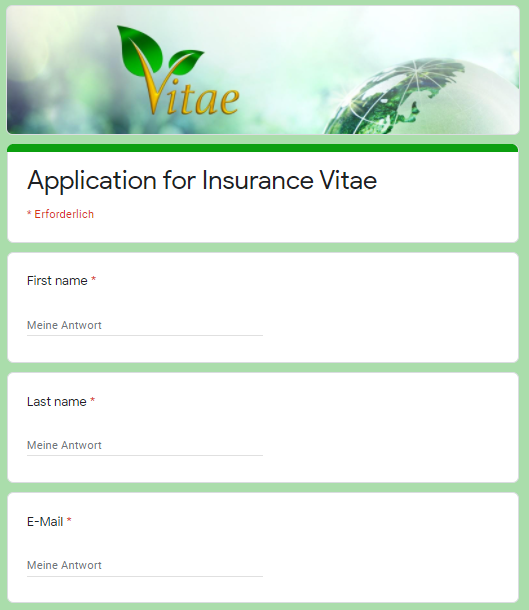 Vitae
Application for Insurance Vitae
* Erforderlich
First name *
Meine Antwort
Last name *
Meine Antwort
E-Mail *
Meine Antwort